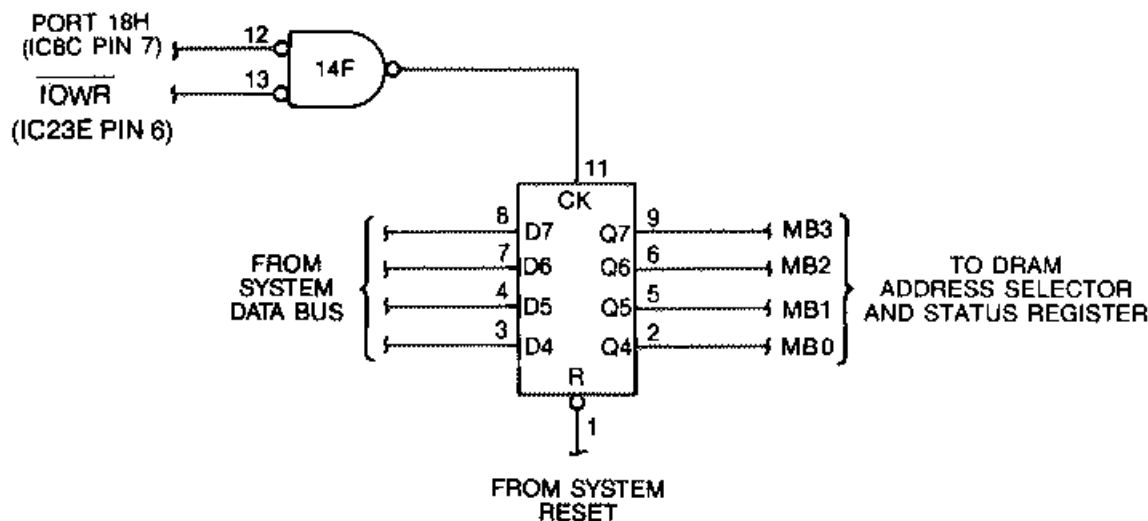 PORT 18H
(IC8C PIN 7)
12
14F
13
IOWR
(IC23E PIN 6)
11
CK
8 D7 Q7 9 MB3
7 D6 Q6 6 MB2
4 D5 Q5 5 MB1
3 D4 Q4 2 MB0
FROM
SYSTEM
DATA BUS
TO DRAM
ADDRESS SELECTOR
AND STATUS REGISTER
R
1
FROM SYSTEM
RESET